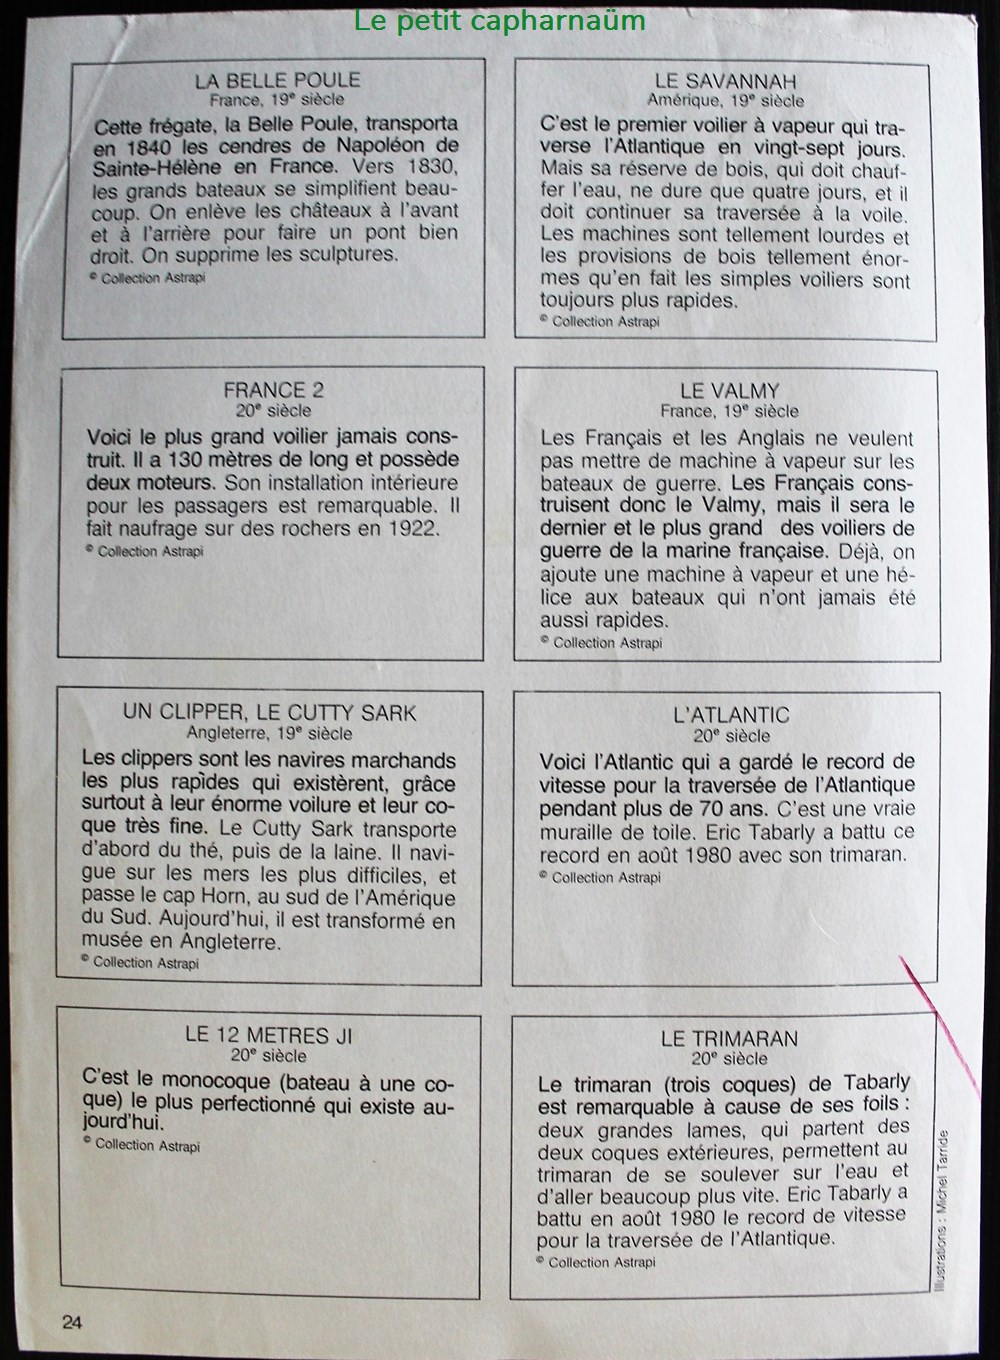 Le petit capharnaüm
LA BELLE POULE
France, 19e siècle
Cette frégate, la Belle Poule, transporta
en 1840 les cendres de Napoléon de
Sainte-Hélène en France. Vers 1830,
les grands bateaux se simplifient beau-
coup. On enlève les châteaux à l'avant
et à l'arrière pour faire un pont bien
droit. On supprime les sculptures.
© Collection Astrapi
LE SAVANNAH
Amérique, 19e siècle
C'est le premier voilier à vapeur qui tra-
verse l'Atlantique en vingt-sept jours.
Mais sa réserve de bois, qui doit chauf-
fer l'eau, ne dure que quatre jours, et il
doit continuer sa traversée à la voile.
Les machines sont tellement lourdes et
les provisions de bois tellement énor-
mes qu'en fait les simples voiliers sont
toujours plus rapides.
© Collection Astrapi
FRANCE 2
20e siècle
Voici le plus grand voilier jamais cons-
truit. Il a 130 mètres de long et possède
deux moteurs. Son installation intérieure
pour les passagers est remarquable. Il
fait naufrage sur des rochers en 1922.
© Collection Astrapi
LE VALMY
France, 19e siècle
Les Français et les Anglais ne veulent
pas mettre de machine à vapeur sur les
bateaux de guerre. Les Français cons-
truisent donc le Valmy, mais il sera le
dernier et le plus grand des voiliers de
guerre de la marine française. Déjà, on
ajoute une machine à vapeur et une hé-
lice aux bateaux qui n'ont jamais été
aussi rapides.
© Collection Astrapi
UN CLIPPER, LE CUTTY SARK
Angleterre, 19e siècle
Les clippers sont les navires marchands
les plus rapides qui existèrent, grâce
surtout à leur énorme voilure et leur co-
que très fine. Le Cutty Sark transporte
d'abord du thé, puis de la laine. Il navi-
gue sur les mers les plus difficiles, et
passe le cap Horn, au sud de l'Amérique
du Sud. Aujourd'hui, il est transformé en
musée en Angleterre.
© Collection Astrapi
L'ATLANTIC
20e siècle
Voici l'Atlantic qui a gardé le record de
vitesse pour la traversée de l'Atlantique
pendant plus de 70 ans. C'est une vraie
muraille de toile. Eric Tabarly a battu ce
record en août 1980 avec son trimaran.
© Collection Astrapi
LE 12 METRES JI
20e siècle
C'est le monocoque (bateau à une co-
que) le plus perfectionné qui existe au-
jourd'hui.
© Collection Astrapi
LE TRIMARAN
20e siècle
Le trimaran (trois coques) de Tabarly
est remarquable à cause de ses foils :
deux grandes lames, qui partent des
deux coques extérieures, permettent au
trimaran de se soulever sur l'eau et
d'aller beaucoup plus vite. Eric Tabarly a
battu en août 1980 le record de vitesse
pour la traversée de l'Atlantique.
© Collection Astrapi
Illustrations : Michel Tarride
24